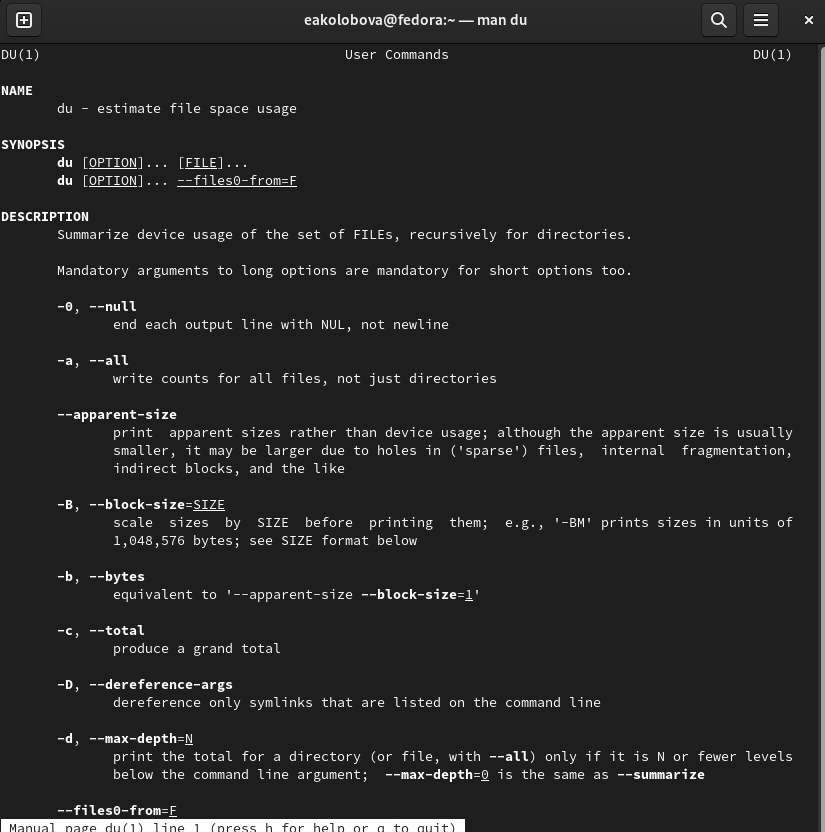 eakolobova@fedora:~ — man du
DU(1) User Commands DU(1)
NAME
du - estimate file space usage
SYNOPSIS
du [OPTION]... [FILE]...
du [OPTION]... --files0-from=F
DESCRIPTION
Summarize device usage of the set of FILEs, recursively for directories.
Mandatory arguments to long options are mandatory for short options too.
-0, --null
end each output line with NUL, not newline
-a, --all
write counts for all files, not just directories
--apparent-size
print apparent sizes rather than device usage; although the apparent size is usually
smaller, it may be larger due to holes in ('sparse') files, internal fragmentation,
indirect blocks, and the like
-B, --block-size=SIZE
scale sizes by SIZE before printing them; e.g., '-BM' prints sizes in units of
1,048,576 bytes; see SIZE format below
-b, --bytes
equivalent to '--apparent-size --block-size=1'
-c, --total
produce a grand total
-D, --dereference-args
dereference only symlinks that are listed on the command line
-d, --max-depth=N
print the total for a directory (or file, with --all) only if it is N or fewer levels
below the command line argument; --max-depth=0 is the same as --summarize
--files0-from=F
Manual page du(1) line 1 (press h for help or q to quit)